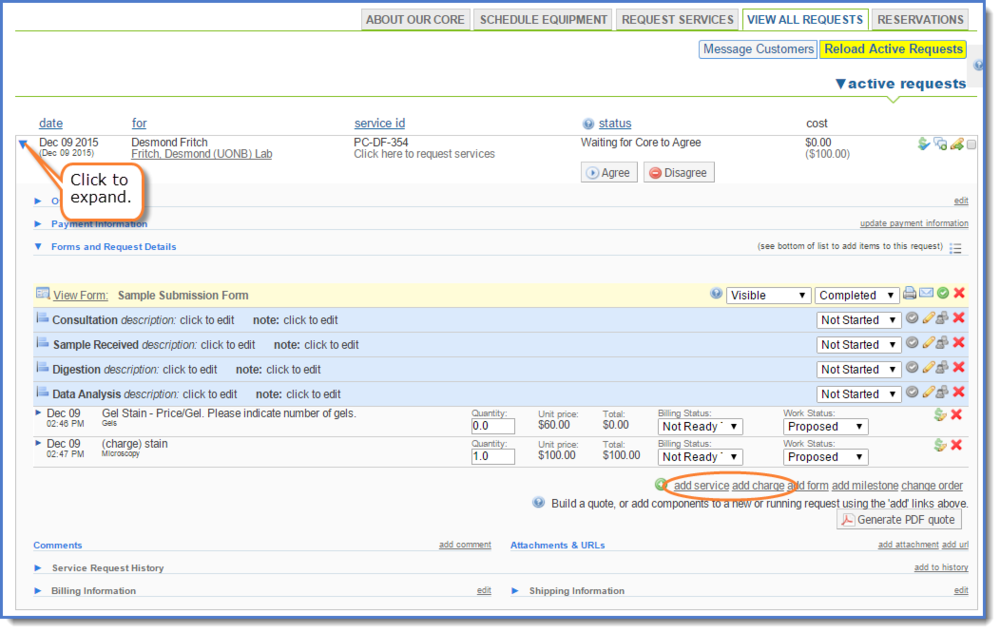 ABOUT OUR CORE SCHEDULE EQUIPMENT REQUEST SERVICES VIEW ALL REQUESTS RESERVATIONS
Message Customers Reload Active Requests
▼active requests
date for service id status cost
Dec 09 2015 Desmond Fritch PC-DF-354 Waiting for Core to Agree $0.00
(Dec 09 2015) Fritch, Desmond (UONB) Lab Click here to request services ($100.00)
Agree Disagree
Click to
expand.
edit
Payment Information update payment information
Forms and Request Details (see bottom of list to add items to this request)
View Form: Sample Submission Form Visible Completed
Consultation description: click to edit note: click to edit Not Started
Sample Received description: click to edit note: click to edit Not Started
Digestion description: click to edit note: click to edit Not Started
Data Analysis description: click to edit note: click to edit Not Started
Dec 09 Gel Stain - Price/Gel. Please indicate number of gels. Quantity: Unit price: Total: Billing Status: Work Status:
02:46 PM Gels 0.0 $60.00 $0.00 Not Ready Proposed
Dec 09 (charge) stain Quantity: Unit price: Total: Billing Status: Work Status:
02:47 PM Microscopy 1.0 $100.00 $100.00 Not Ready Proposed
add service add charge add form add milestone change order
Build a quote, or add components to a new or running request using the 'add' links above.
Generate PDF quote
Comments add comment Attachments & URLs add attachment add url
Service Request History add to history
Billing Information edit Shipping Information edit